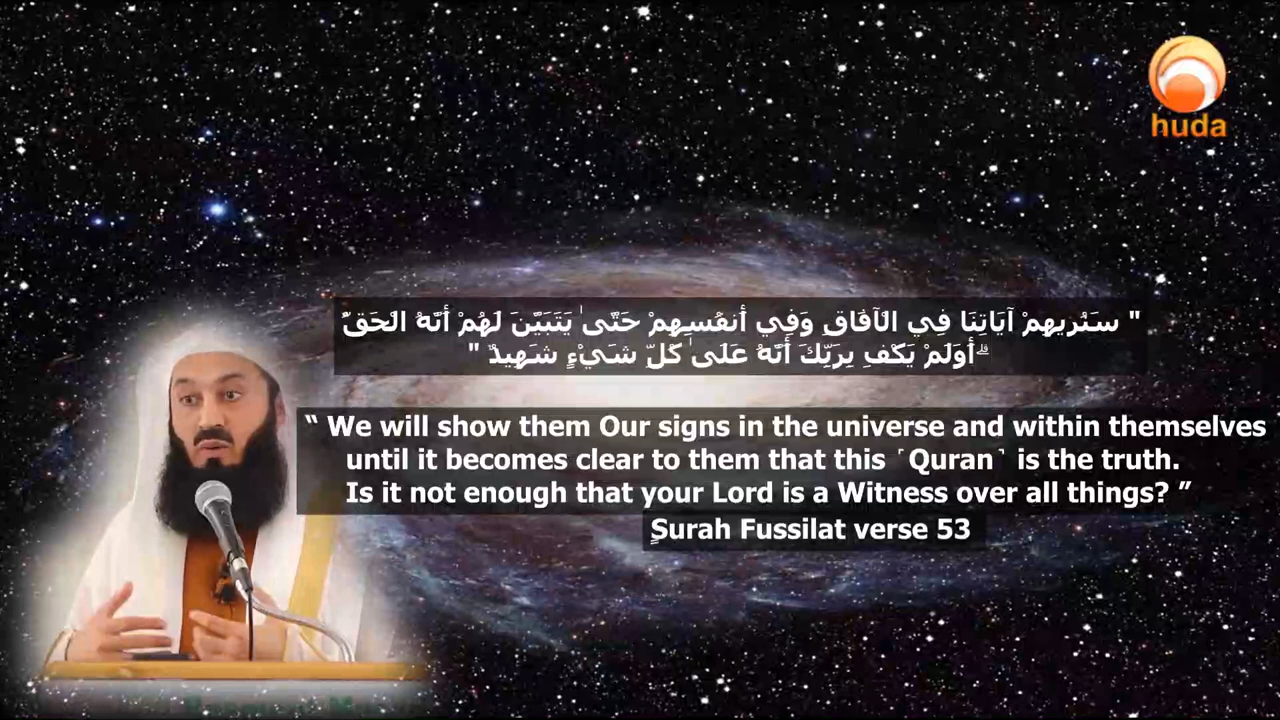 huda
" سَنُرِيهِمْ آيَاتِنَا فِي الْآفَاقِ وَفِي أَنفُسِهِمْ حَتَّىٰ يَتَبَيَّنَ لَهُمْ أَنَّهُ الْحَقُّ
ۗ أَوَلَمْ يَكْفِ بِرَبِّكَ أَنَّهُ عَلَىٰ كُلِّ شَيْءٍ شَهِيدٌ "
“ We will show them Our signs in the universe and within themselves
until it becomes clear to them that this ˹Quran˺ is the truth.
Is it not enough that your Lord is a Witness over all things? ”
Surah Fussilat verse 53